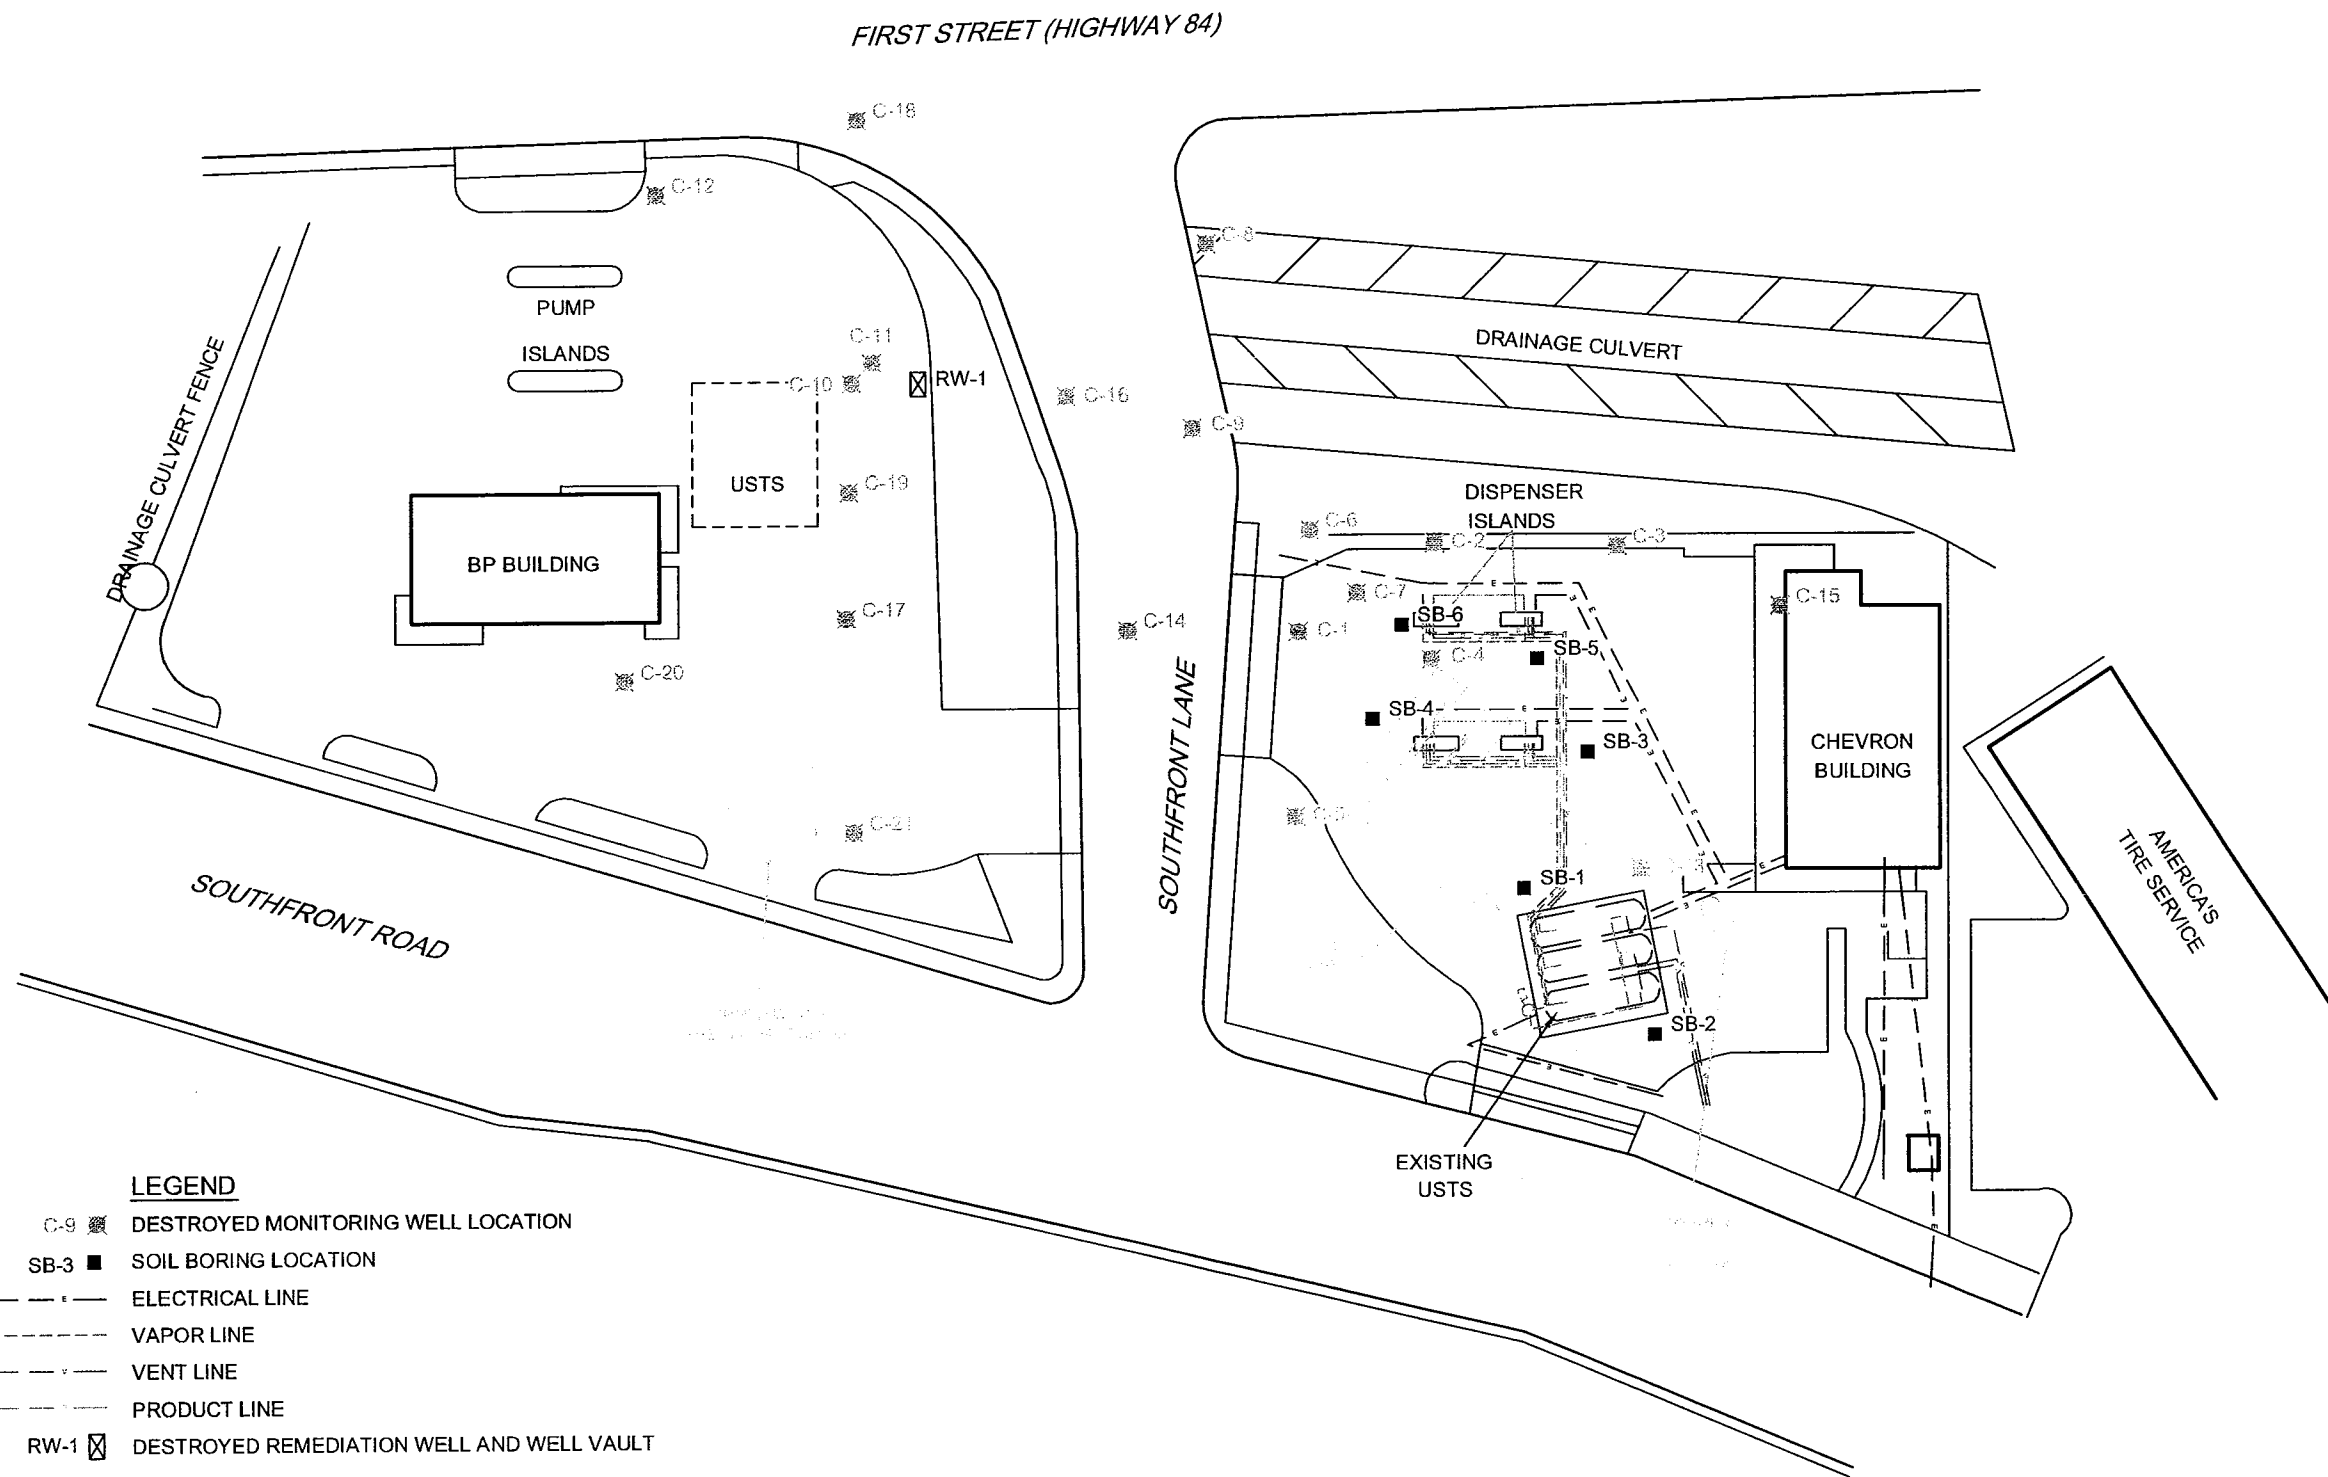 FIRST STREET (HIGHWAY 84)
C-18
C-12
C-8
PUMP
ISLANDS
DRAINAGE CULVERT
DRAINAGE CULVERT FENCE
C-11
C-10
RW-1
C-16
C-9
USTS
C-19
DISPENSER
ISLANDS
C-6
C-2
C-3
BP BUILDING
C-7
C-15
C-17
C-14
C-1
SB-6
SB-5
C-4
C-20
SOUTHFRONT LANE
SB-4
SB-3
CHEVRON
BUILDING
C-5
C-21
AMERICA'S
TIRE SERVICE
SB-1
SOUTHFRONT ROAD
SB-2
EXISTING
USTS
LEGEND
C-9 DESTROYED MONITORING WELL LOCATION
SB-3 SOIL BORING LOCATION
E ELECTRICAL LINE
VAPOR LINE
V VENT LINE
PRODUCT LINE
RW-1 DESTROYED REMEDIATION WELL AND WELL VAULT